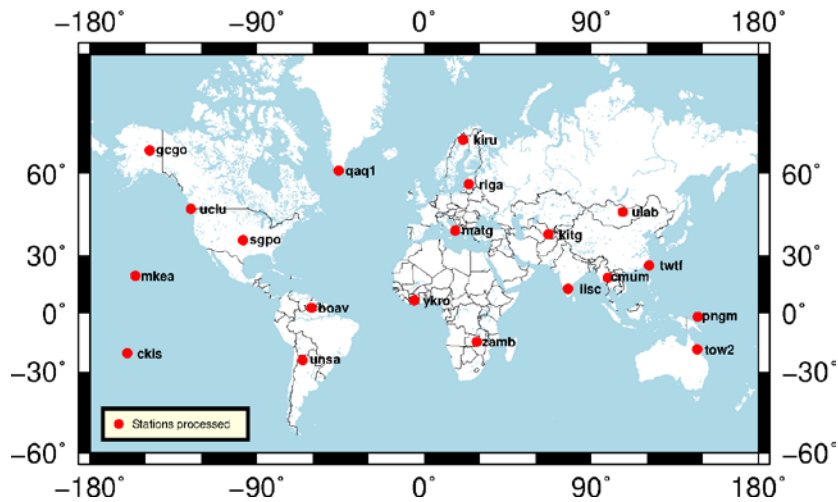 −180° −90° 0° 90° 180°
gcgo
kiru
60° qaq1 60°
riga
uclu ulab
matg kitg
sgpo
30° twtf 30°
mkea cmum
iisc
boav ykro
0° pngm 0°
zamb
ckis tow2
unsa
−30° −30°
Stations processed
−60° −60°
−180° −90° 0° 90° 180°